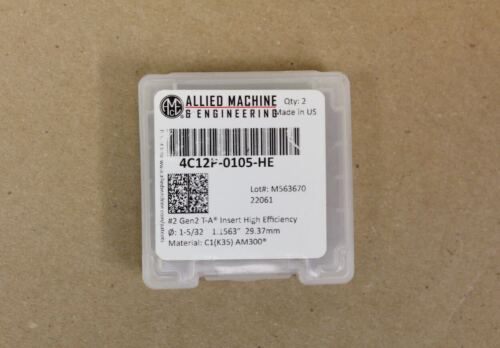 AMEC ALLIED MACHINE
& ENGINEERING
Qty: 2
Made in US
4C12P-0105-HE
Lot#: M563670
22061
#2 Gen2 T-A® Insert High Efficiency
Ø: 1-5/32 1.1563" 29.37mm
Material: C1(K35) AM300®